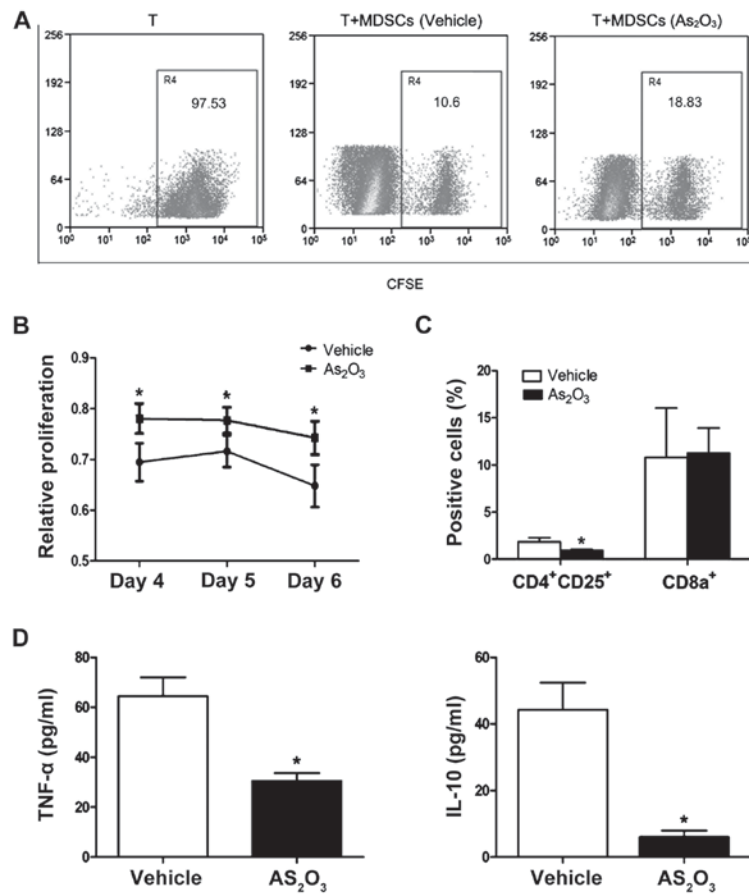 A
T
T+MDSCs (Vehicle)
T+MDSCs (As₂O₃)
256
192
128
64
0
R4
97.53
10⁰ 10¹ 10² 10³ 10⁴ 10⁵
256
192
128
64
0
R4
10.6
10⁰ 10¹ 10² 10³ 10⁴ 10⁵
256
192
128
64
0
R4
18.83
10⁰ 10¹ 10² 10³ 10⁴ 10⁵
CFSE
B
Relative proliferation
0.9
0.8
0.7
0.6
0.5
Vehicle
As₂O₃
* * *
Day 4 Day 5 Day 6
C
Positive cells (%)
20
15
10
5
0
Vehicle
As₂O₃
*
CD4⁺CD25⁺ CD8a⁺
D
TNF-α (pg/ml)
80
60
40
20
0
*
Vehicle AS₂O₃
IL-10 (pg/ml)
60
40
20
0
*
Vehicle AS₂O₃